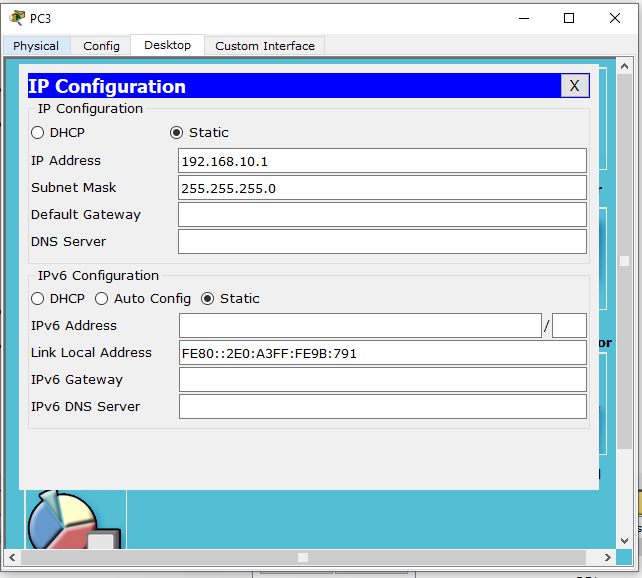 PC3
Physical Config Desktop Custom Interface
IP Configuration X
IP Configuration
DHCP Static
IP Address 192.168.10.1
Subnet Mask 255.255.255.0
Default Gateway
DNS Server
IPv6 Configuration
DHCP Auto Config Static
IPv6 Address /
Link Local Address FE80::2E0:A3FF:FE9B:791
IPv6 Gateway
IPv6 DNS Server
or